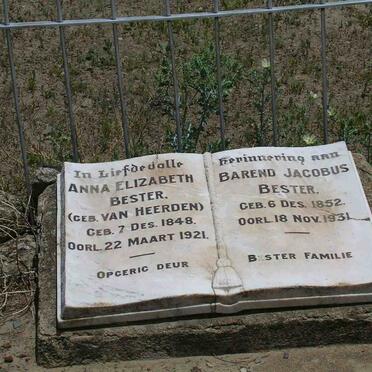 In Liefdevolle Herinnering aan
Anna Elizabeth
Bester.
(Geb. van Heerden)
Geb. 7 Des. 1848.
Oorl. 22 Maart 1921.
Barend Jacobus
Bester.
Geb. 6 Des. 1852.
Oorl. 18 Nov. 1931.
Opgerig deur Bester Familie